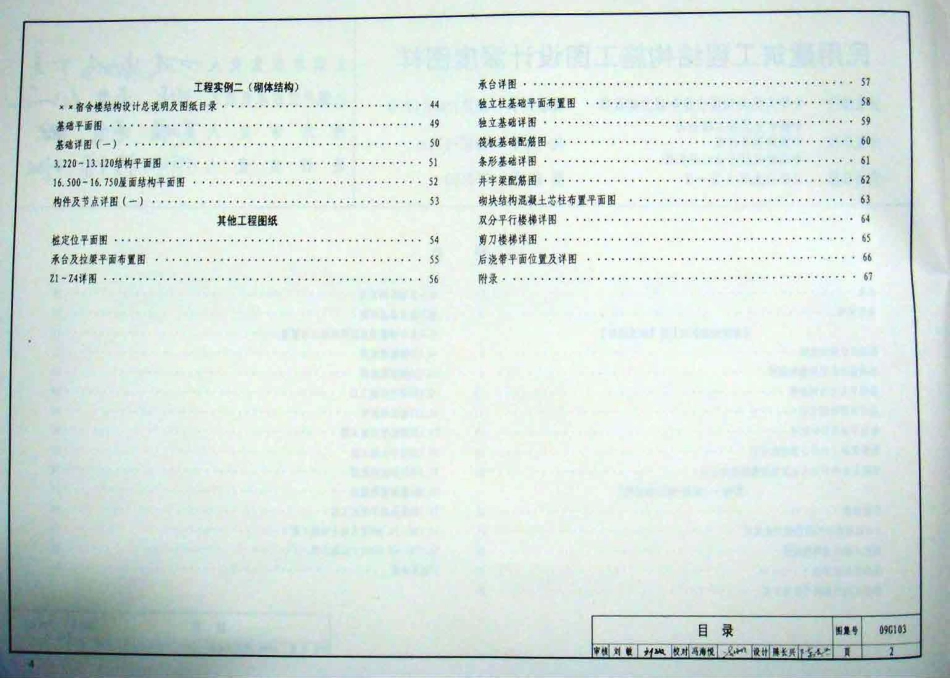 工程实例二（砌体结构）
××宿舍楼结构设计总说明及图纸目录 44
基础平面图 49
基础详图（一） 50
3.220~13.120结构平面图 51
16.500~16.750屋面结构平面图 52
构件及节点详图（一） 53
其他工程图纸
桩定位平面图 54
承台及拉梁平面布置图 55
Z1~Z4详图 56
承台详图 57
独立柱基础平面布置图 58
独立基础详图 59
筏板基础配筋图 60
条形基础详图 61
井字梁配筋图 62
砌块结构混凝土芯柱布置平面图 63
双分平行楼梯详图 64
剪刀楼梯详图 65
后浇带平面位置及详图 66
附录 67
目录 图集号 09G103
审核 刘敏 校对 冯海悦 设计 陈长兴 页 2
4